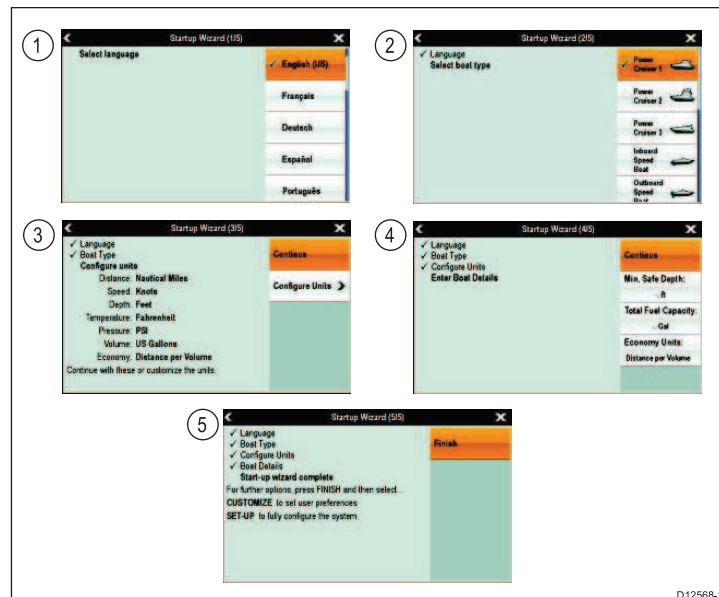 1
Startup Wizard (1/5)
Select language
✓ English (US)
Français
Deutsch
Español
Português
2
Startup Wizard (2/5)
✓ Language
Select boat type
✓ Power
Cruiser 1
Power
Cruiser 2
Power
Cruiser 3
Inboard
Speed
Boat
Outboard
Speed
Boat
3
Startup Wizard (3/5)
✓ Language
✓ Boat Type
Configure units
Distance: Nautical Miles
Speed: Knots
Depth: Feet
Temperature: Fahrenheit
Pressure: PSI
Volume: US Gallons
Economy: Distance per Volume
Continue with these or customize the units.
Continue
Configure Units
4
Startup Wizard (4/5)
✓ Language
✓ Boat Type
✓ Configure Units
Enter Boat Details
Continue
Min. Safe Depth:
ft
Total Fuel Capacity:
Gal
Economy Units:
Distance per Volume
5
Startup Wizard (5/5)
✓ Language
✓ Boat Type
✓ Configure Units
✓ Boat Details
Start-up wizard complete
For further options, press FINISH and then select...
CUSTOMIZE to set user preferences
SET-UP to fully configure the system
Finish